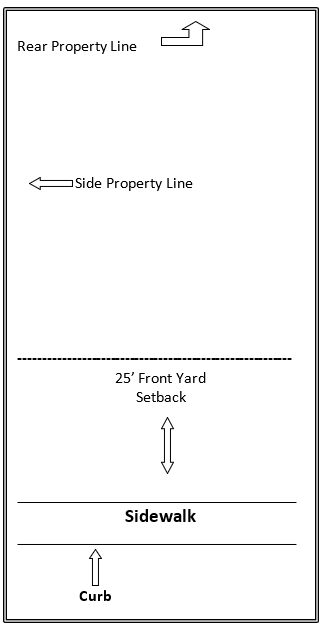 Rear Property Line
Side Property Line
25’ Front Yard
Setback
Sidewalk
Curb